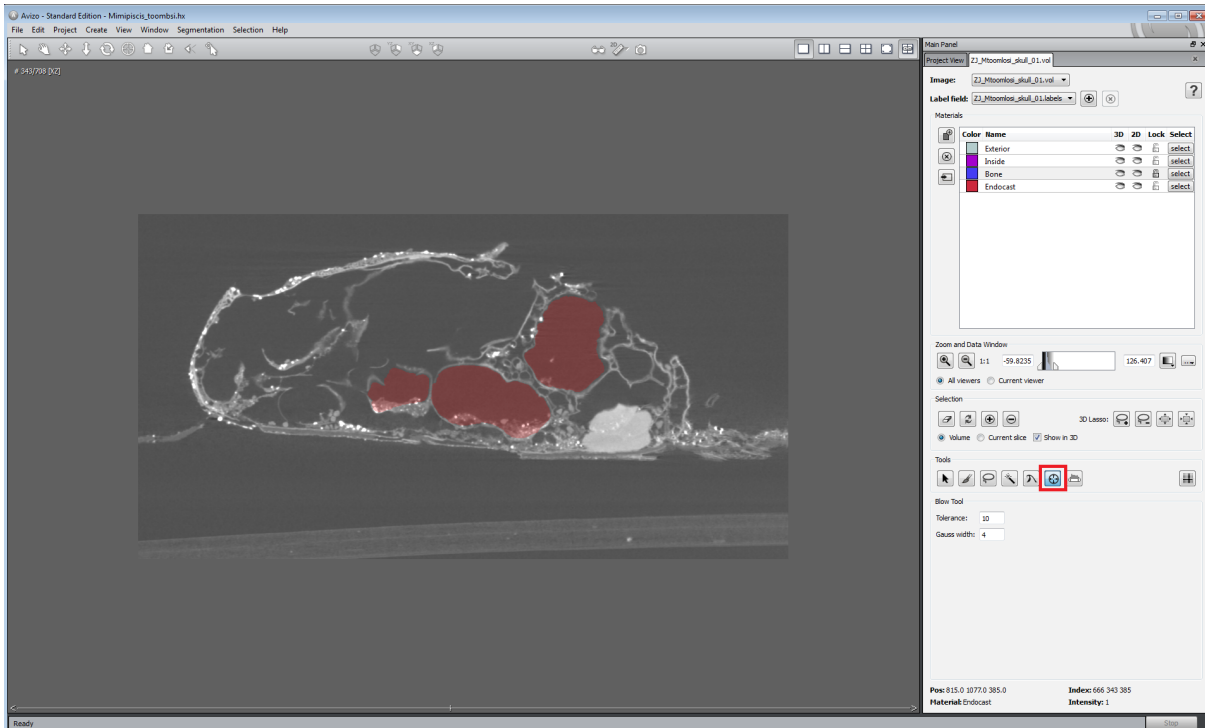 Avizo - Standard Edition - Mimipiscis_toombsi.hx
File Edit Project Create View Window Segmentation Selection Help
2D
# 343/708 [XZ]
Main Panel
Project View ZJ_Mtoomlosi_skull_01.vol
Image: ZJ_Mtoomlosi_skull_01.vol
Label field: ZJ_Mtoomlosi_skull_01.labels
?
Materials
Color Name 3D 2D Lock Select
Exterior select
Inside select
Bone select
Endocast select
Zoom and Data Window
1:1 -59.8235 126.407
All viewers Current viewer
Selection
3D Lasso:
Volume Current slice Show in 3D
Tools
Blow Tool
Tolerance: 10
Gauss width: 4
Pos: 815.0 1077.0 385.0 Index: 666 343 385
Material: Endocast Intensity: 1
Ready Stop